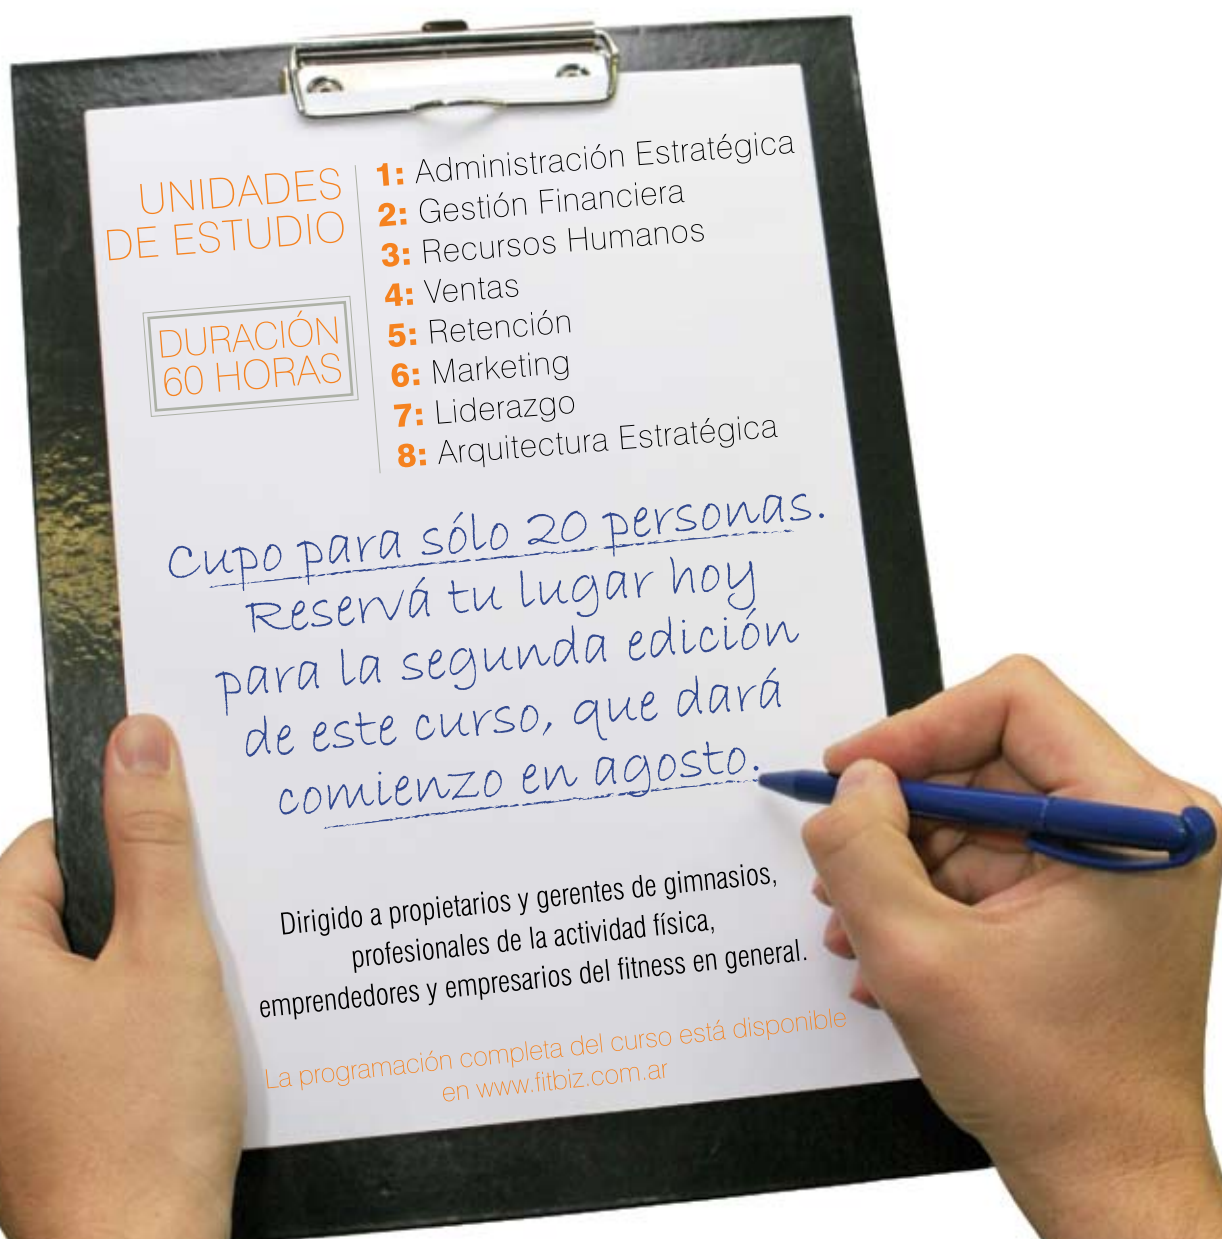 UNIDADES
DE ESTUDIO
DURACIÓN
60 HORAS
1: Administración Estratégica
2: Gestión Financiera
3: Recursos Humanos
4: Ventas
5: Retención
6: Marketing
7: Liderazgo
8: Arquitectura Estratégica
Cupo para sólo 20 personas.
Reservá tu lugar hoy
para la segunda edición
de este curso, que dará
comienzo en agosto.
Dirigido a propietarios y gerentes de gimnasios,
profesionales de la actividad física,
emprendedores y empresarios del fitness en general.
La programación completa del curso está disponible
en www.fitbiz.com.ar